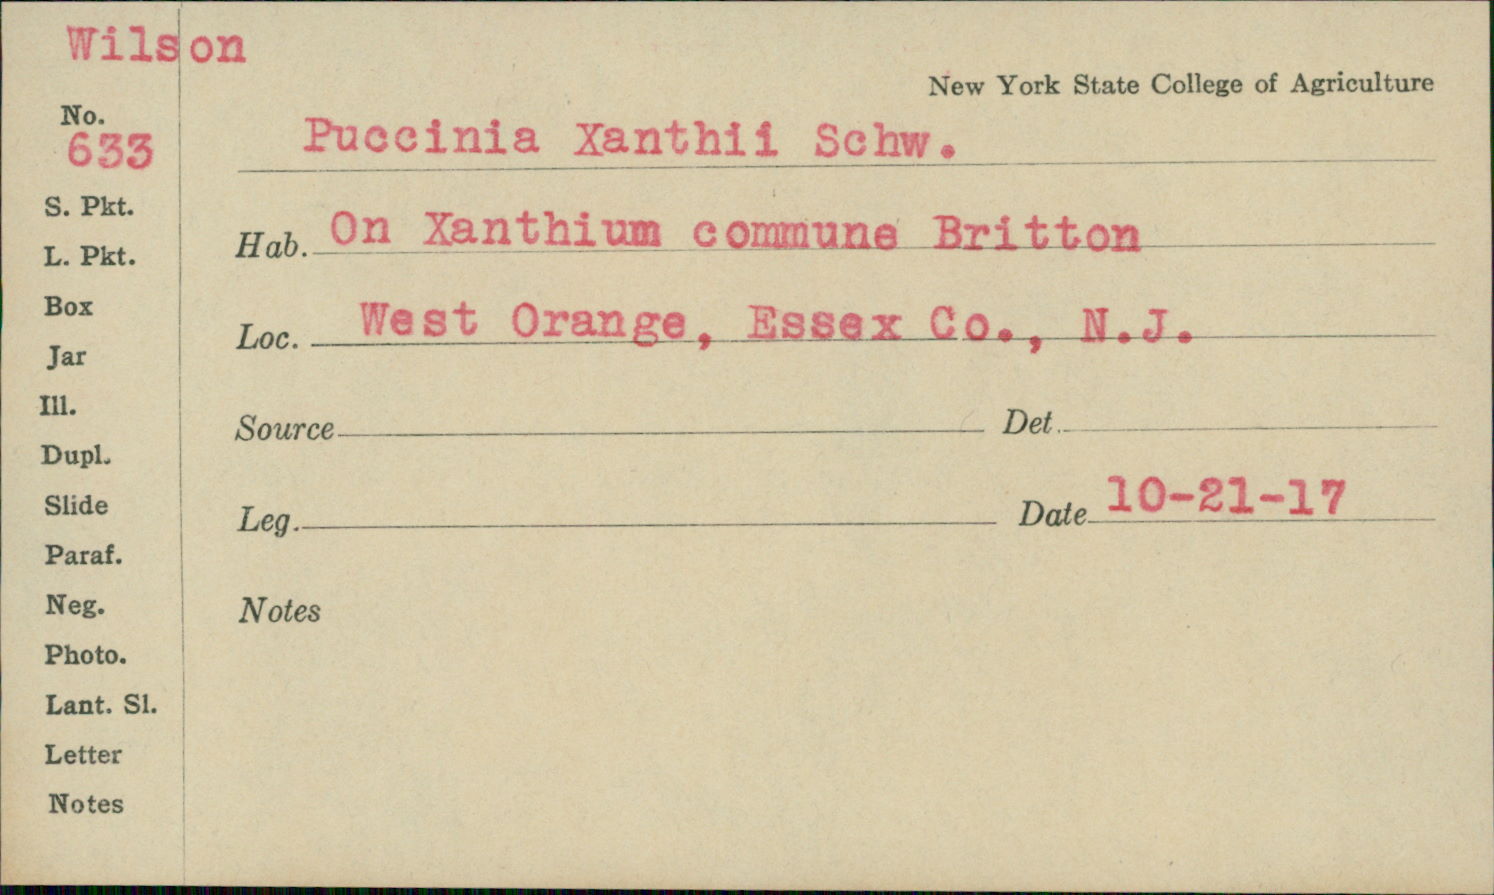 Wilson
New York State College of Agriculture
No.
633
Puccinia Xanthii Schw.
S. Pkt.
Hab. On Xanthium commune Britton
L. Pkt.
Box
Loc. West Orange, Essex Co., N.J.
Jar
Ill.
Source Det.
Dupl.
Slide
Leg. Date 10-21-17
Paraf.
Neg.
Notes
Photo.
Lant. Sl.
Letter
Notes